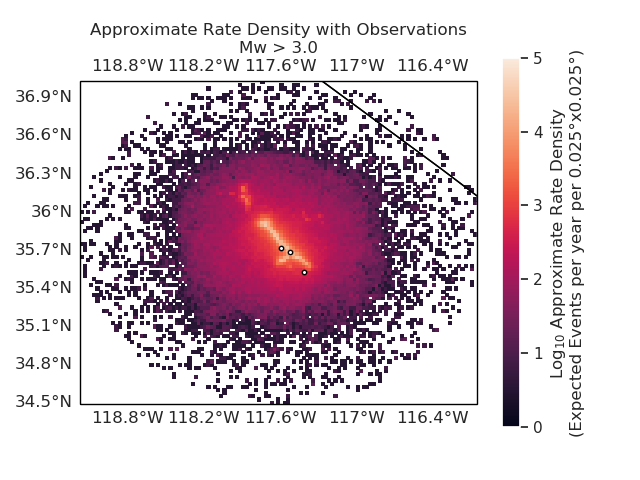 Approximate Rate Density with Observations
Mw > 3.0
118.8°W 118.2°W 117.6°W 117°W 116.4°W
36.9°N
36.6°N
36.3°N
36°N
35.7°N
35.4°N
35.1°N
34.8°N
34.5°N
118.8°W 118.2°W 117.6°W 117°W 116.4°W
5
4
3
2
1
0
Log₁₀ Approximate Rate Density
(Expected Events per year per 0.025°x0.025°)